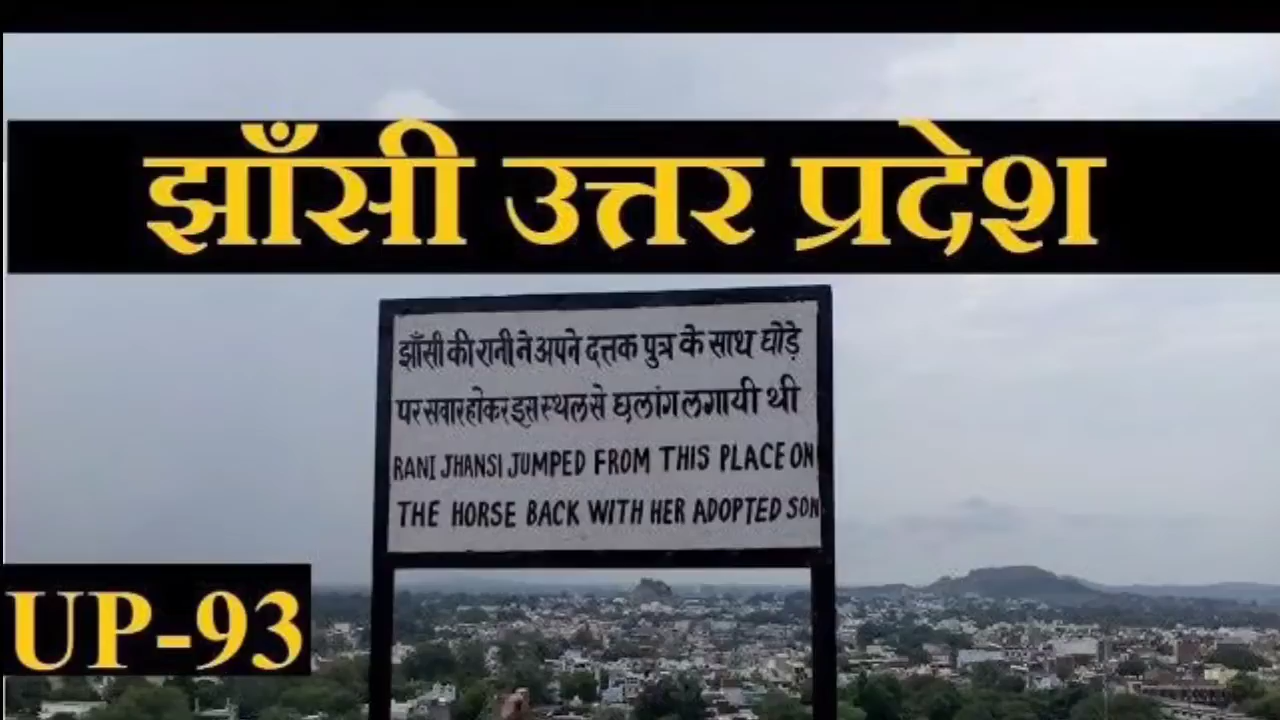 झाँसी उत्तर प्रदेश
झाँसी की रानी ने अपने दत्तक पुत्र के साथ घोड़े
पर सवार होकर इस स्थल से छलांग लगायी थी
RANI JHANSI JUMPED FROM THIS PLACE ON
THE HORSE BACK WITH HER ADOPTED SON
UP-93